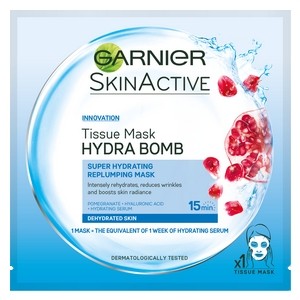 GARNIER
SKINACTIVE
INNOVATION
Tissue Mask
HYDRA BOMB
SUPER HYDRATING
REPLUMPING MASK
Intensely rehydrates, reduces wrinkles
and boosts skin radiance
POMEGRANATE + HYALURONIC ACID
+ HYDRATING SERUM
15 min.
DEHYDRATED SKIN
1 MASK = THE EQUIVALENT OF 1 WEEK OF HYDRATING SERUM
DERMATOLOGICALLY TESTED
x1
TISSUE MASK